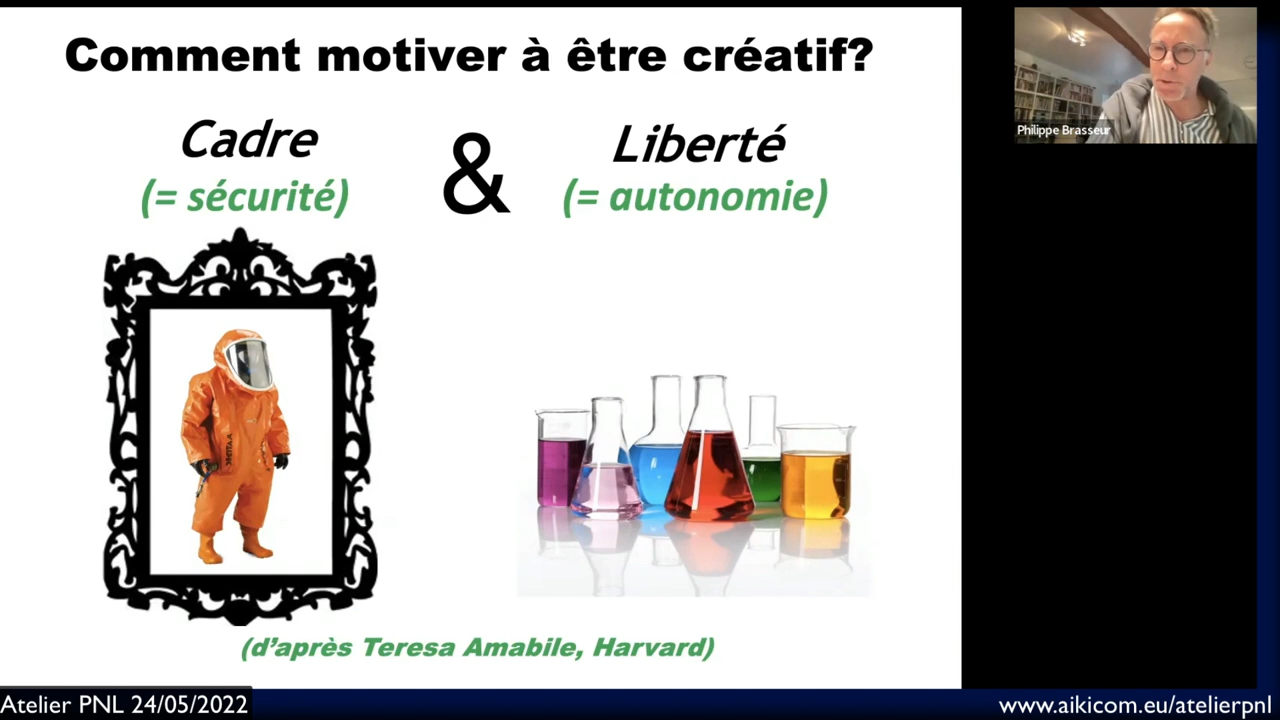 Comment motiver à être créatif?
Cadre
&
Liberté
(= sécurité)
(= autonomie)
(d'après Teresa Amabile, Harvard)
Philippe Brasseur
Atelier PNL 24/05/2022
www.aikicom.eu/atelierpnl